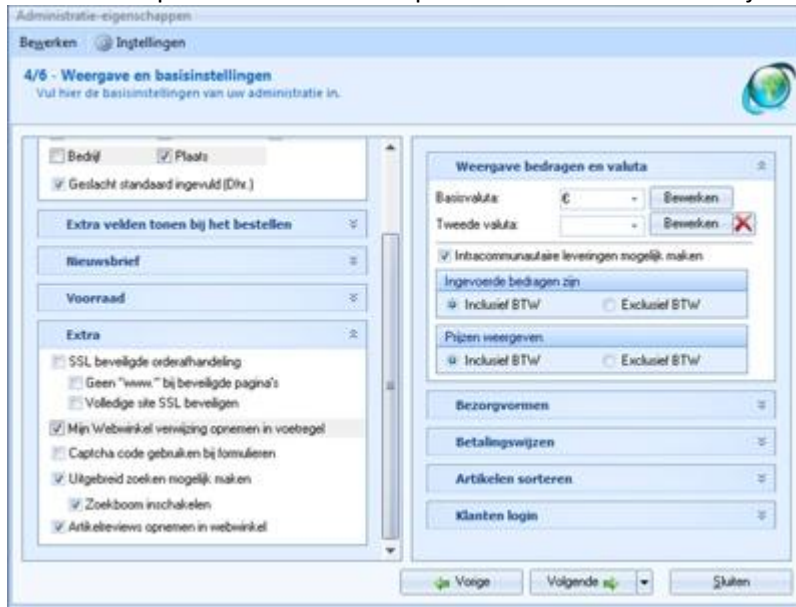 Administratie-eigenschappen
Bewerken Instellingen
4/6 - Weergave en basisinstellingen
Vul hier de basisinstellingen van uw administratie in.
Bedrijf Plaats
Geslacht standaard ingevuld (Dhr.)
Extra velden tonen bij het bestellen
Nieuwsbrief
Voorraad
Extra
SSL beveiligde orderafhandeling
Geen "www." bij beveiligde pagina's
Volledige site SSL beveiligen
Mijn Webwinkel verwijzing opnemen in voetregel
Captcha code gebruiken bij formulieren
Uitgebreid zoeken mogelijk maken
Zoekboom inschakelen
Artikelreviews opnemen in webwinkel
Weergave bedragen en valuta
Basisvaluta: € Bewerken
Tweede valuta: Bewerken
Intracommunautaire leveringen mogelijk maken
Ingevoerde bedragen zijn
Inclusief BTW Exclusief BTW
Prijzen weergeven
Inclusief BTW Exclusief BTW
Bezorgvormen
Betalingswijzen
Artikelen sorteren
Klanten login
Vorige Volgende Sluiten